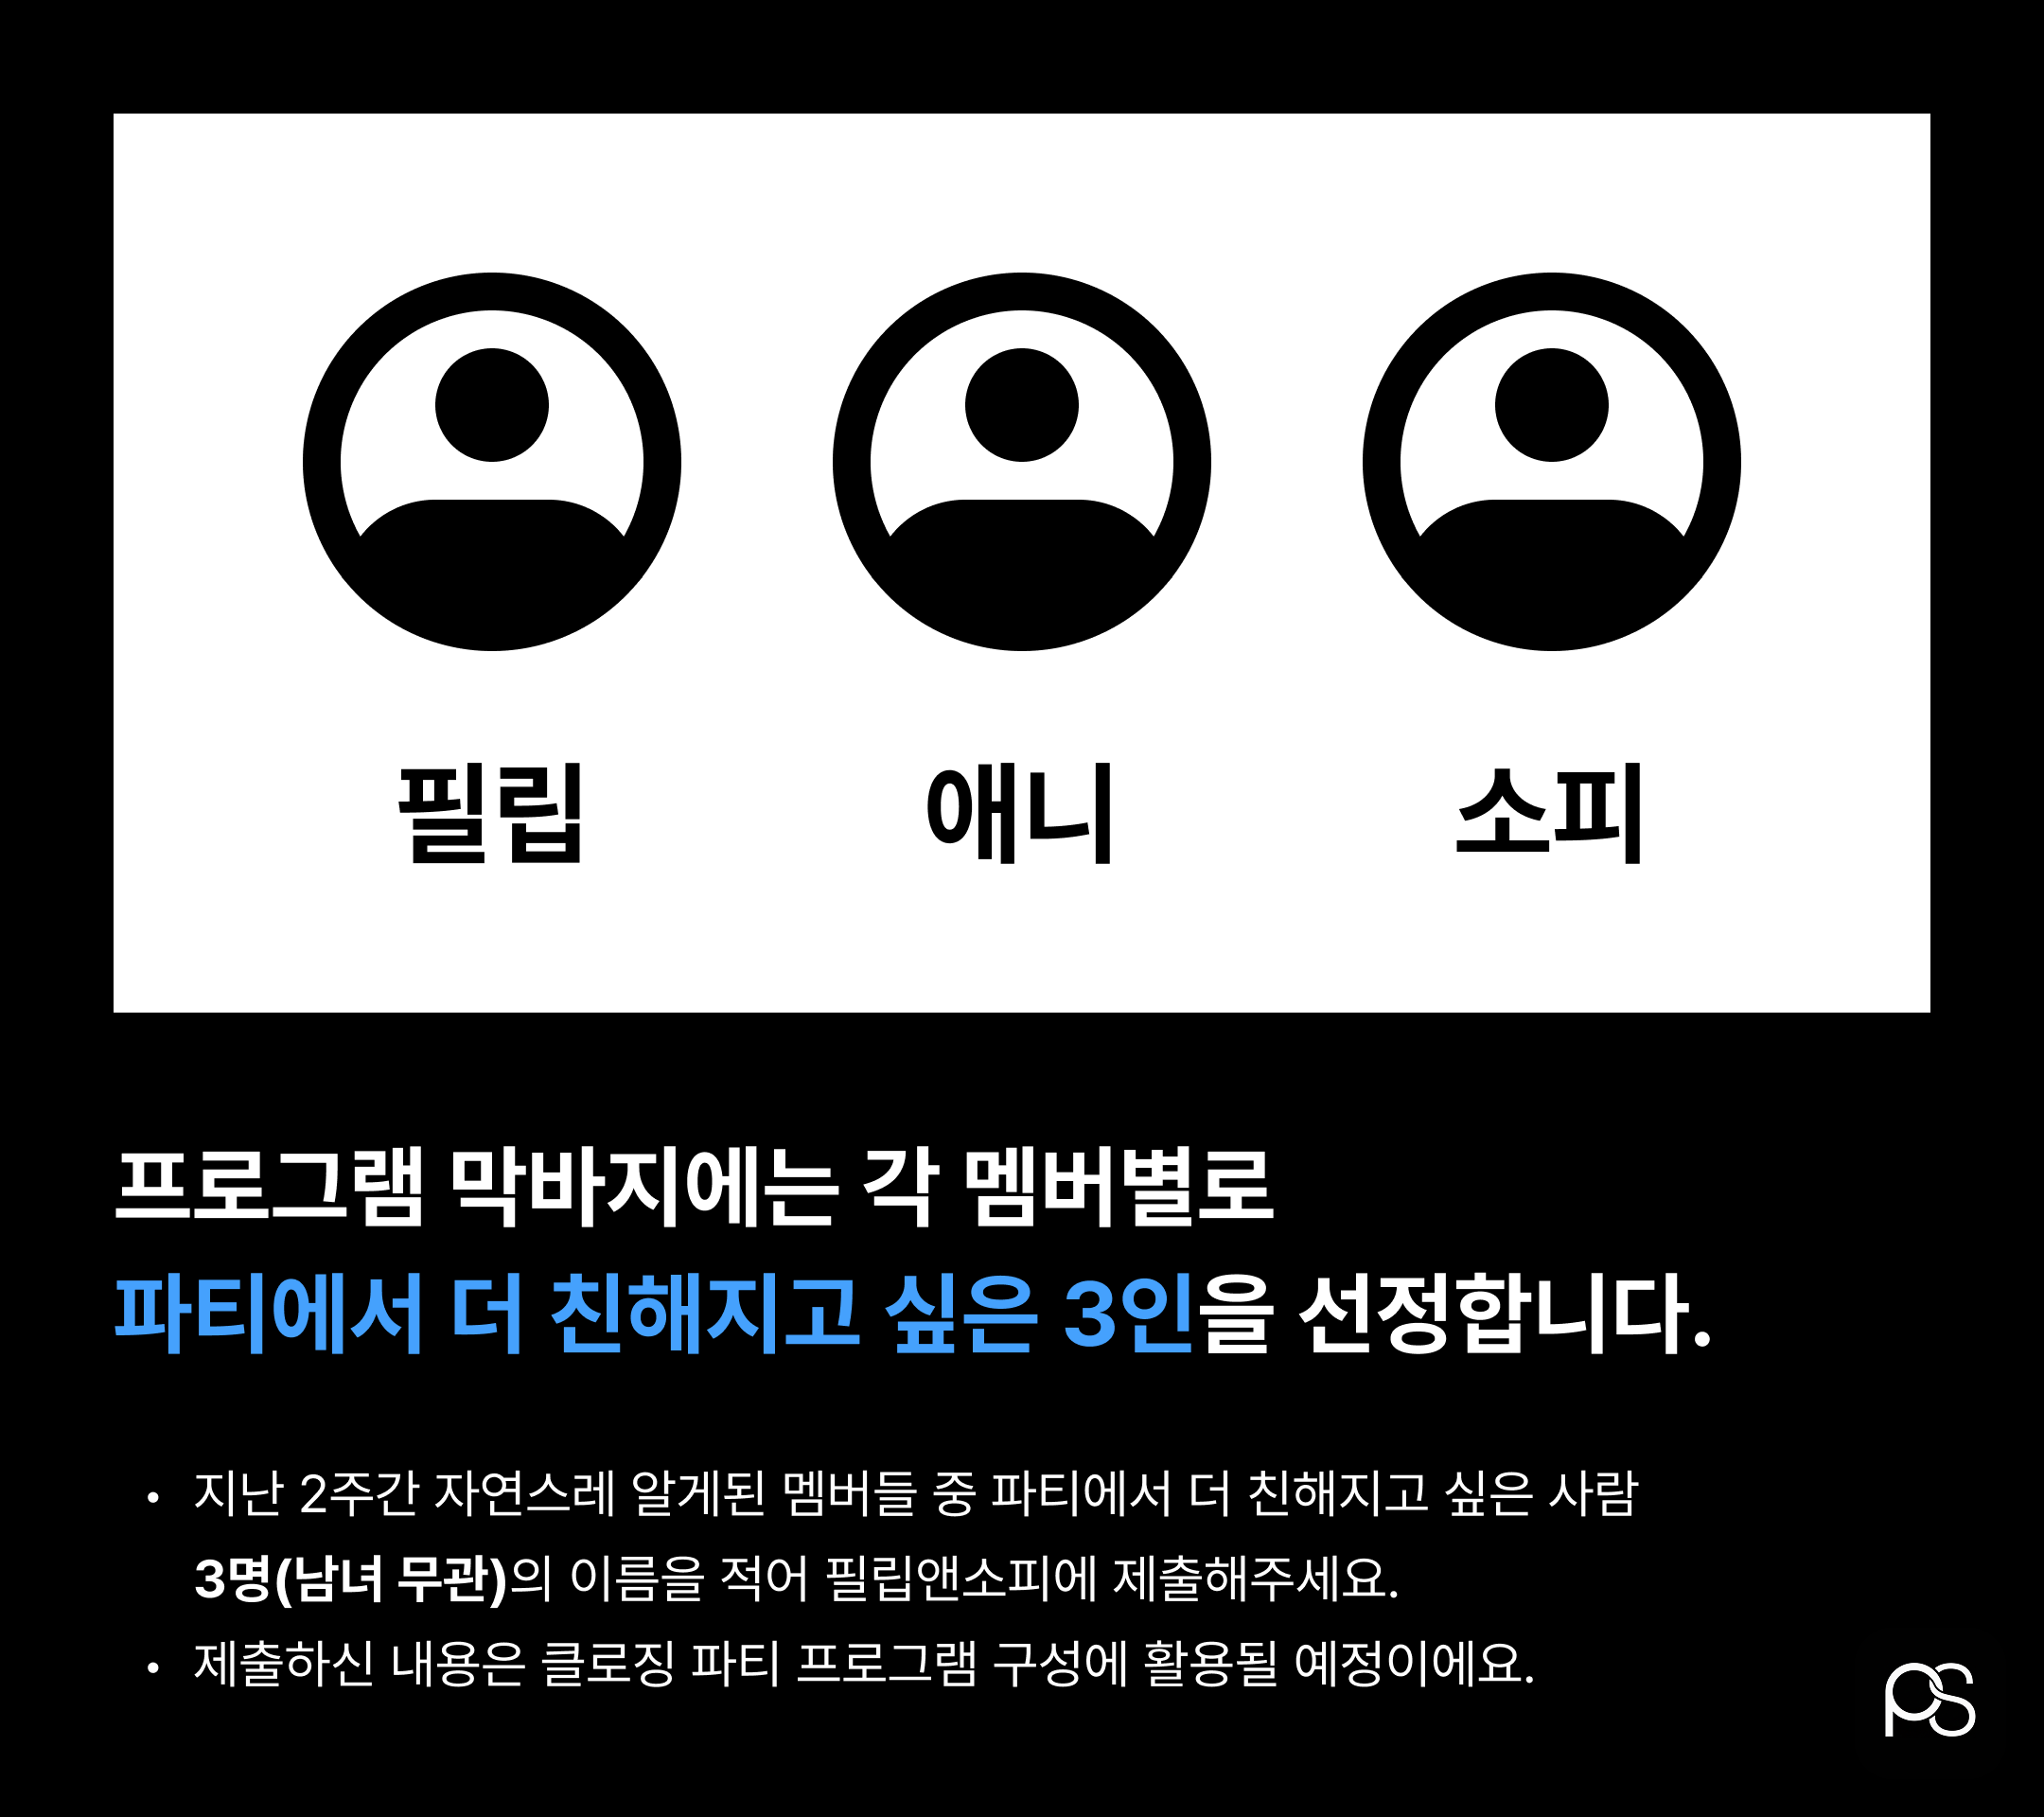 필립
애니
소피
프로그램 막바지에는 각 멤버별로
파티에서 더 친해지고 싶은 3인을 선정합니다.
• 지난 2주간 자연스레 알게된 멤버들 중 파티에서 더 친해지고 싶은 사람
3명(남녀 무관)의 이름을 적어 필립앤소피에 제출해주세요.
• 제출하신 내용은 클로징 파티 프로그램 구성에 활용될 예정이에요.
PS